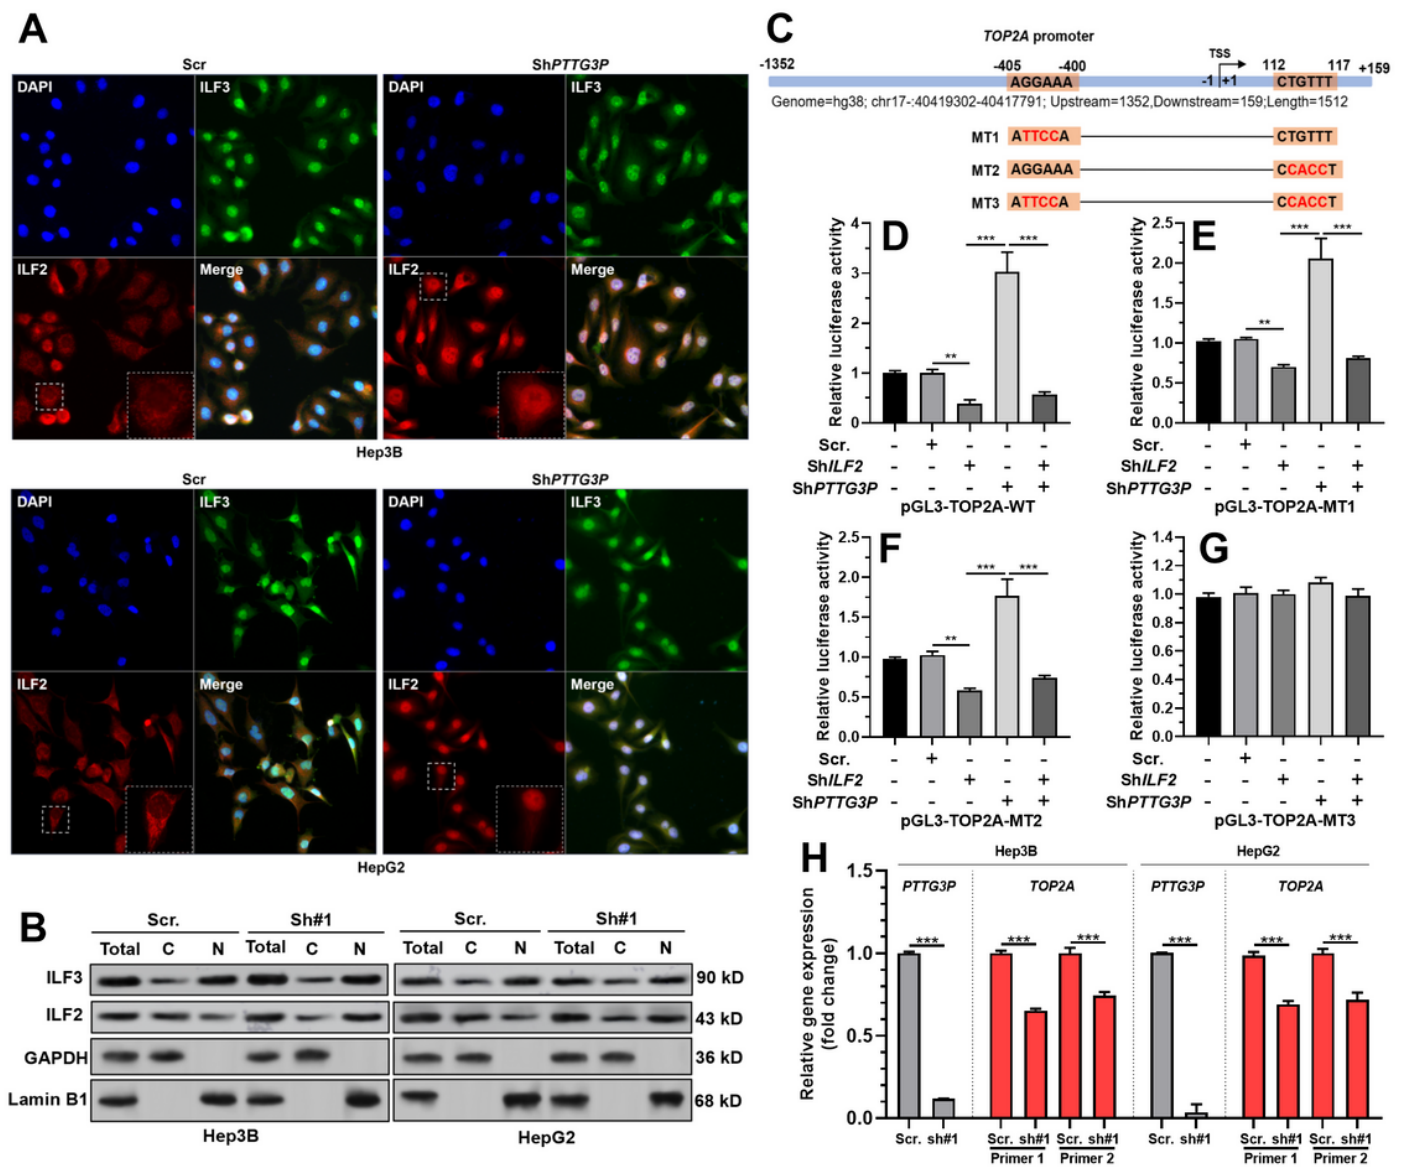 A
Scr
ShPTTG3P
DAPI
ILF3
DAPI
ILF3
ILF2
Merge
ILF2
Merge
Hep3B
Scr
ShPTTG3P
DAPI
ILF3
DAPI
ILF3
ILF2
Merge
ILF2
Merge
HepG2
B
Scr. Sh#1 Scr. Sh#1
Total C N Total C N Total C N Total C N
ILF3 90 kD
ILF2 43 kD
GAPDH 36 kD
Lamin B1 68 kD
Hep3B HepG2
C
TOP2A promoter
-1352 -405 -400 TSS 112 117 +159
AGGAAA -1 +1 CTGTTT
Genome=hg38; chr17-:40419302-40417791; Upstream=1352,Downstream=159;Length=1512
MT1 ATTCCA CTGTTT
MT2 AGGAAA CCACCT
MT3 ATTCCA CCACCT
D
Relative luciferase activity
4
3
2
1
0
** *** ***
Scr. - + - - -
ShILF2 - - + - +
ShPTTG3P - - - + +
pGL3-TOP2A-WT
E
Relative luciferase activity
2.5
2.0
1.5
1.0
0.5
0.0
** *** ***
Scr. - + - - -
ShILF2 - - + - +
ShPTTG3P - - - + +
pGL3-TOP2A-MT1
F
Relative luciferase activity
2.5
2.0
1.5
1.0
0.5
0.0
** *** ***
Scr. - + - - -
ShILF2 - - + - +
ShPTTG3P - - - + +
pGL3-TOP2A-MT2
G
Relative luciferase activity
1.4
1.2
1.0
0.8
0.6
0.4
0.2
0.0
Scr. - + - - -
ShILF2 - - + - +
ShPTTG3P - - - + +
pGL3-TOP2A-MT3
H
Hep3B HepG2
PTTG3P TOP2A PTTG3P TOP2A
Relative gene expression
(fold change)
1.5
1.0
0.5
0.0
*** *** *** *** *** ***
Scr. sh#1 Scr. sh#1 Scr. sh#1 Scr. sh#1 Scr. sh#1 Scr. sh#1
Primer 1 Primer 2 Primer 1 Primer 2